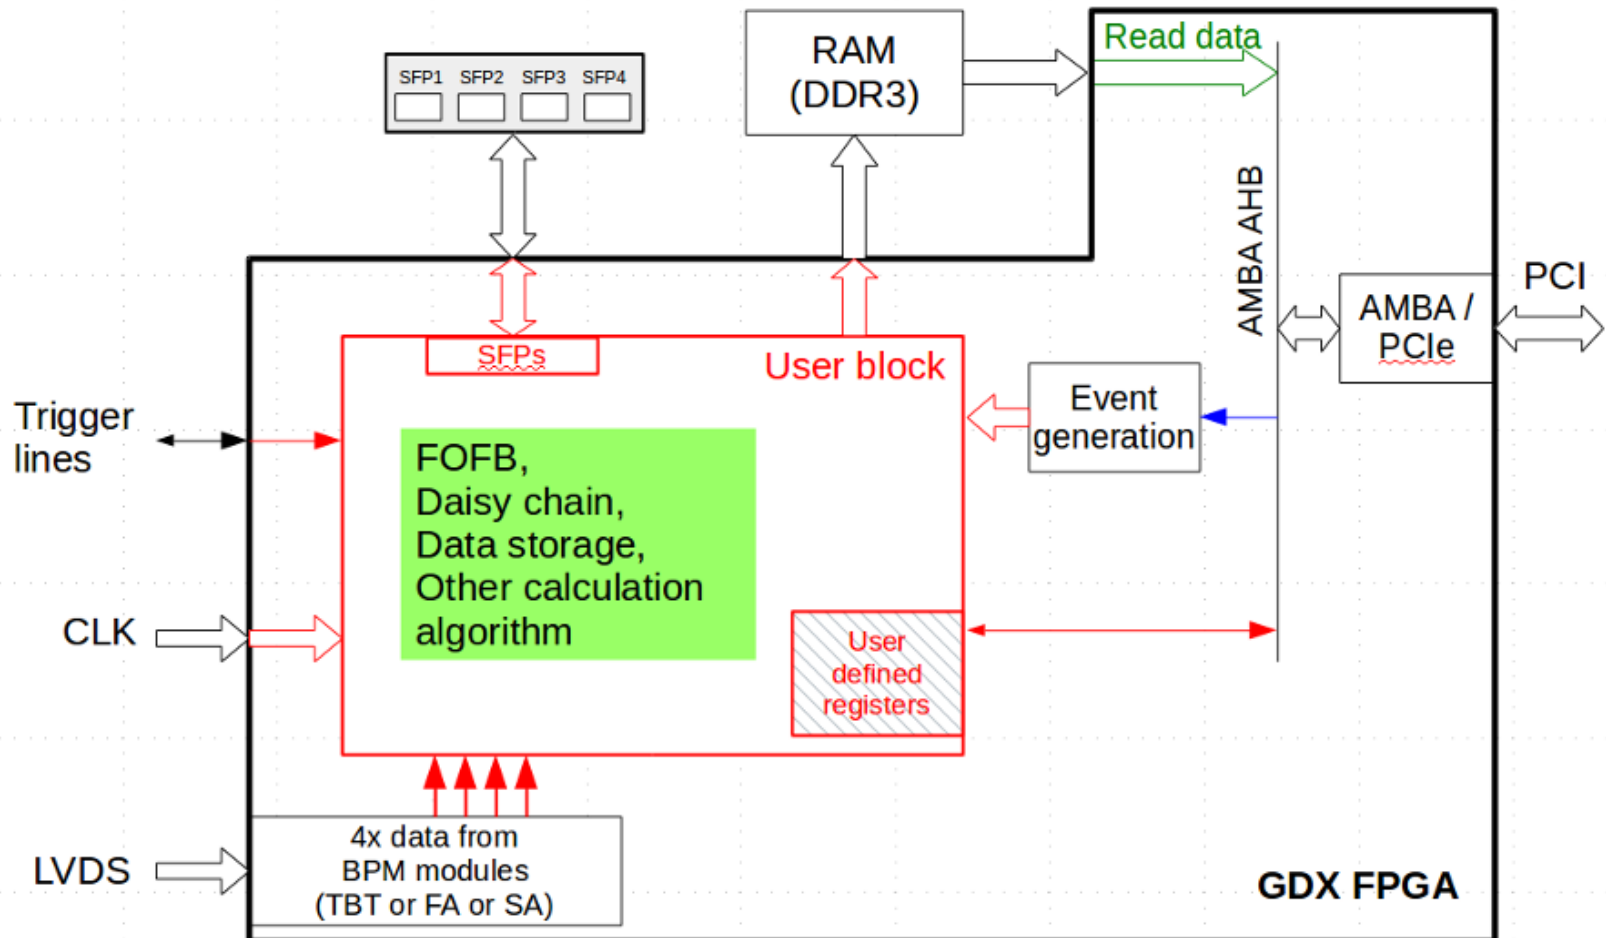 Read data
RAM
(DDR3)
SFP1 SFP2 SFP3 SFP4
AMBA AHB
PCI
AMBA /
PCIe
SFPs
User block
Event
generation
Trigger
lines
FOFB,
Daisy chain,
Data storage,
Other calculation
algorithm
CLK
User
defined
registers
4x data from
BPM modules
(TBT or FA or SA)
LVDS
GDX FPGA